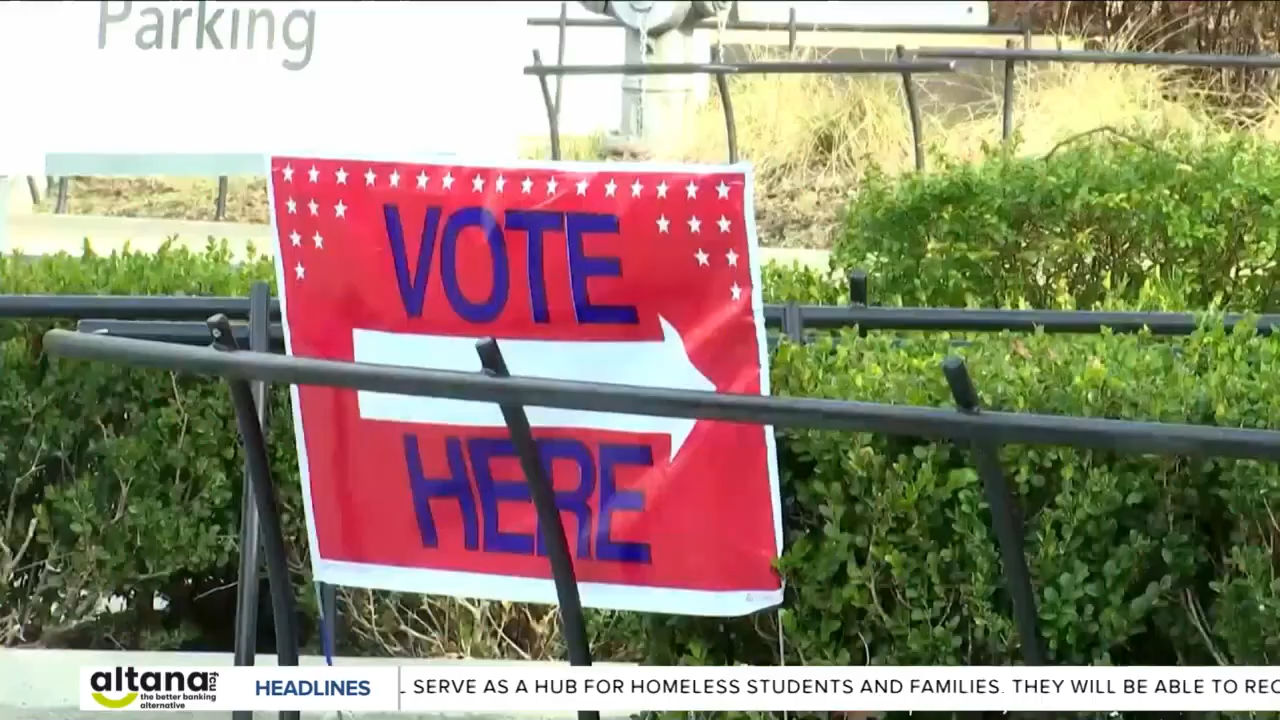 Parking
VOTE
HERE
altana fcu
the better banking
alternative
HEADLINES
SERVE AS A HUB FOR HOMELESS STUDENTS AND FAMILIES. THEY WILL BE ABLE TO REC